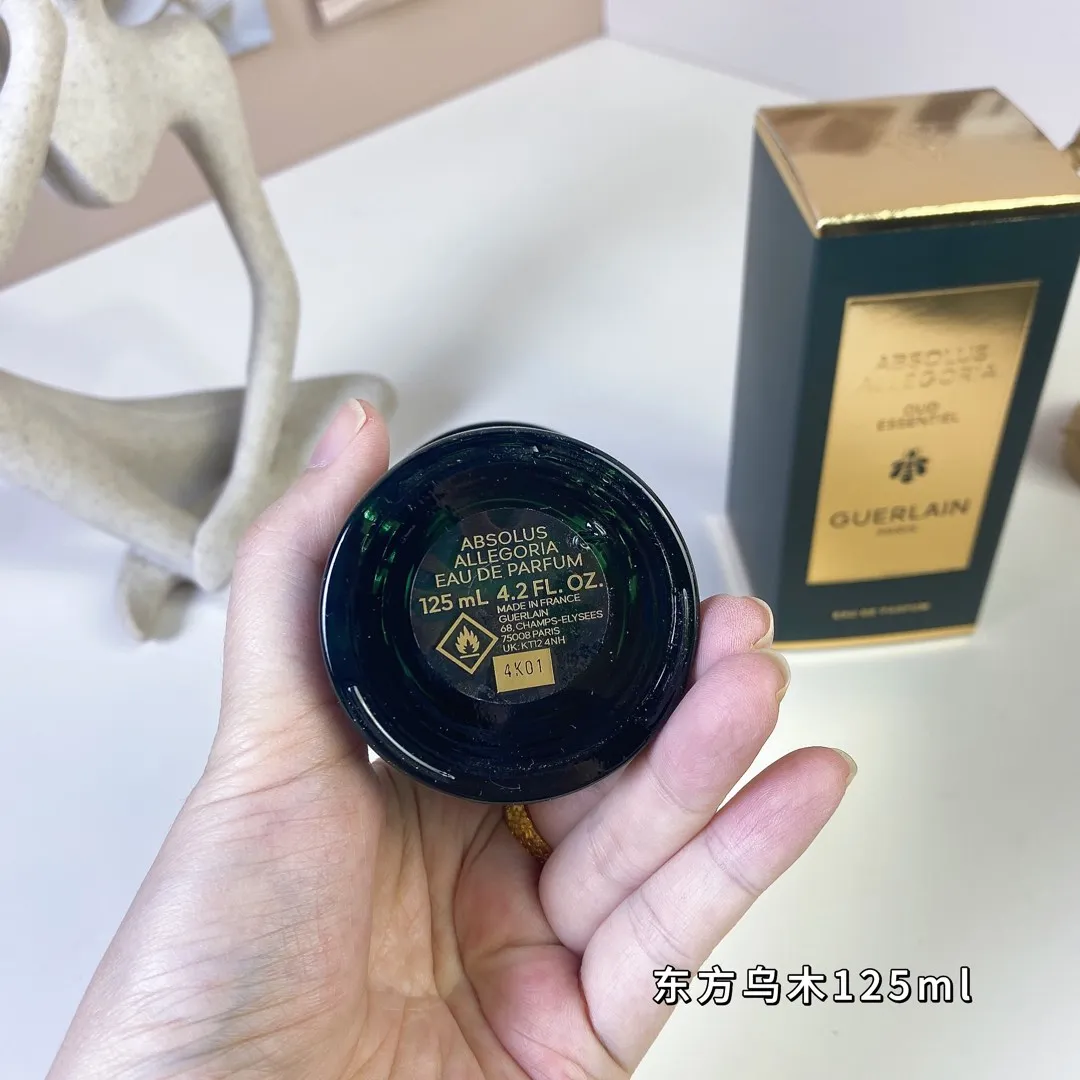 ABSOLUS
ALLEGORIA
OUD
ESSENTIEL
GUERLAIN
PARIS
EAU DE PARFUM
ABSOLUS
ALLEGORIA
EAU DE PARFUM
125 mL 4.2 FL. OZ.
MADE IN FRANCE
GUERLAIN
68, CHAMPS-ELYSEES
75008 PARIS
UK: KT12 4NH
4K01
东方乌木125ml